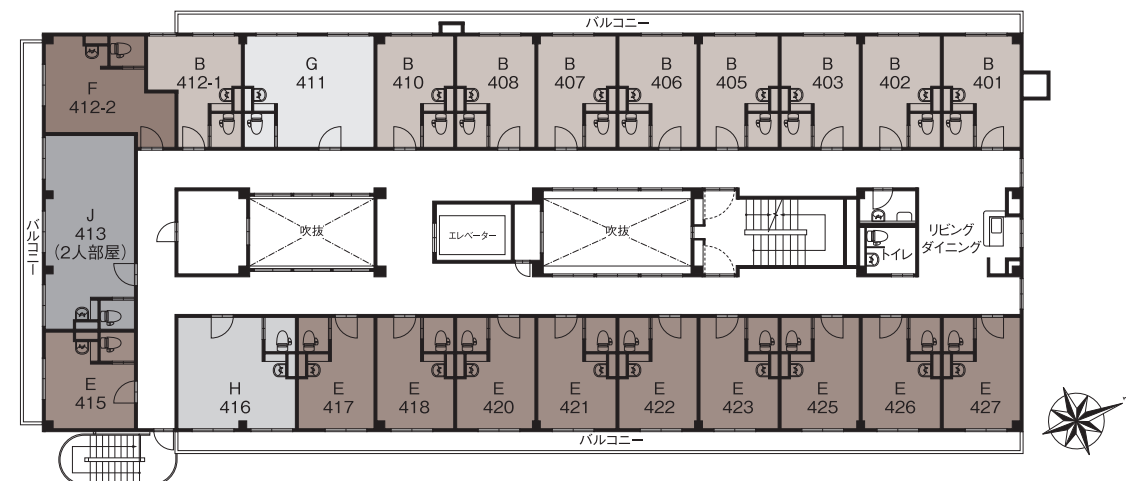 バルコニー
F
412-2
B
412-1
G
411
B
410
B
408
B
407
B
406
B
405
B
403
B
402
B
401
バルコニー
J
413
(2人部屋)
吹抜
エレベーター
吹抜
トイレ
リビング
ダイニング
E
415
H
416
E
417
E
418
E
420
E
421
E
422
E
423
E
425
E
426
E
427
バルコニー